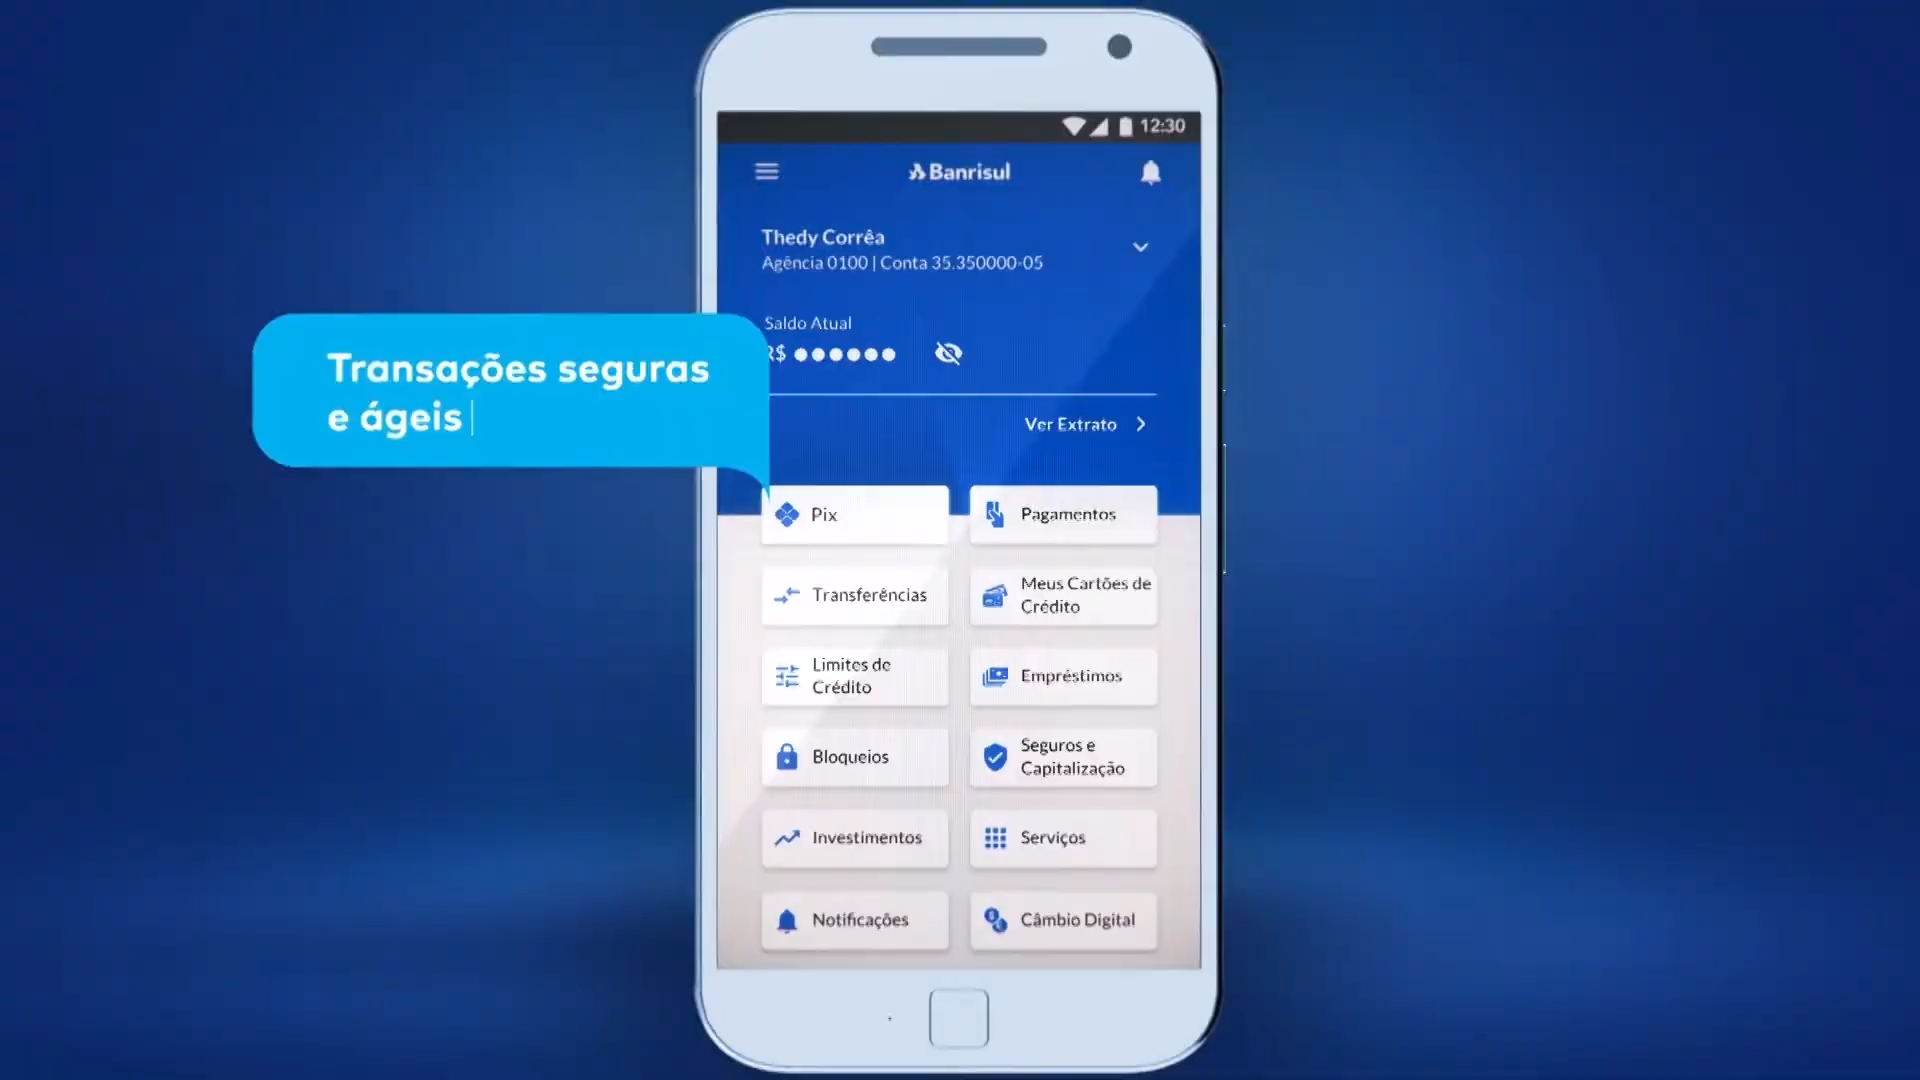 12:30
Banrisul
Thedy Corrêa
Agência 0100 | Conta 35.350000-05
Saldo Atual
R$ ●●●●●●
Transações seguras
e ágeis
Ver Extrato
Pix
Pagamentos
Transferências
Meus Cartões de
Crédito
Limites de
Crédito
Empréstimos
Bloqueios
Seguros e
Capitalização
Investimentos
Serviços
Notificações
Câmbio Digital